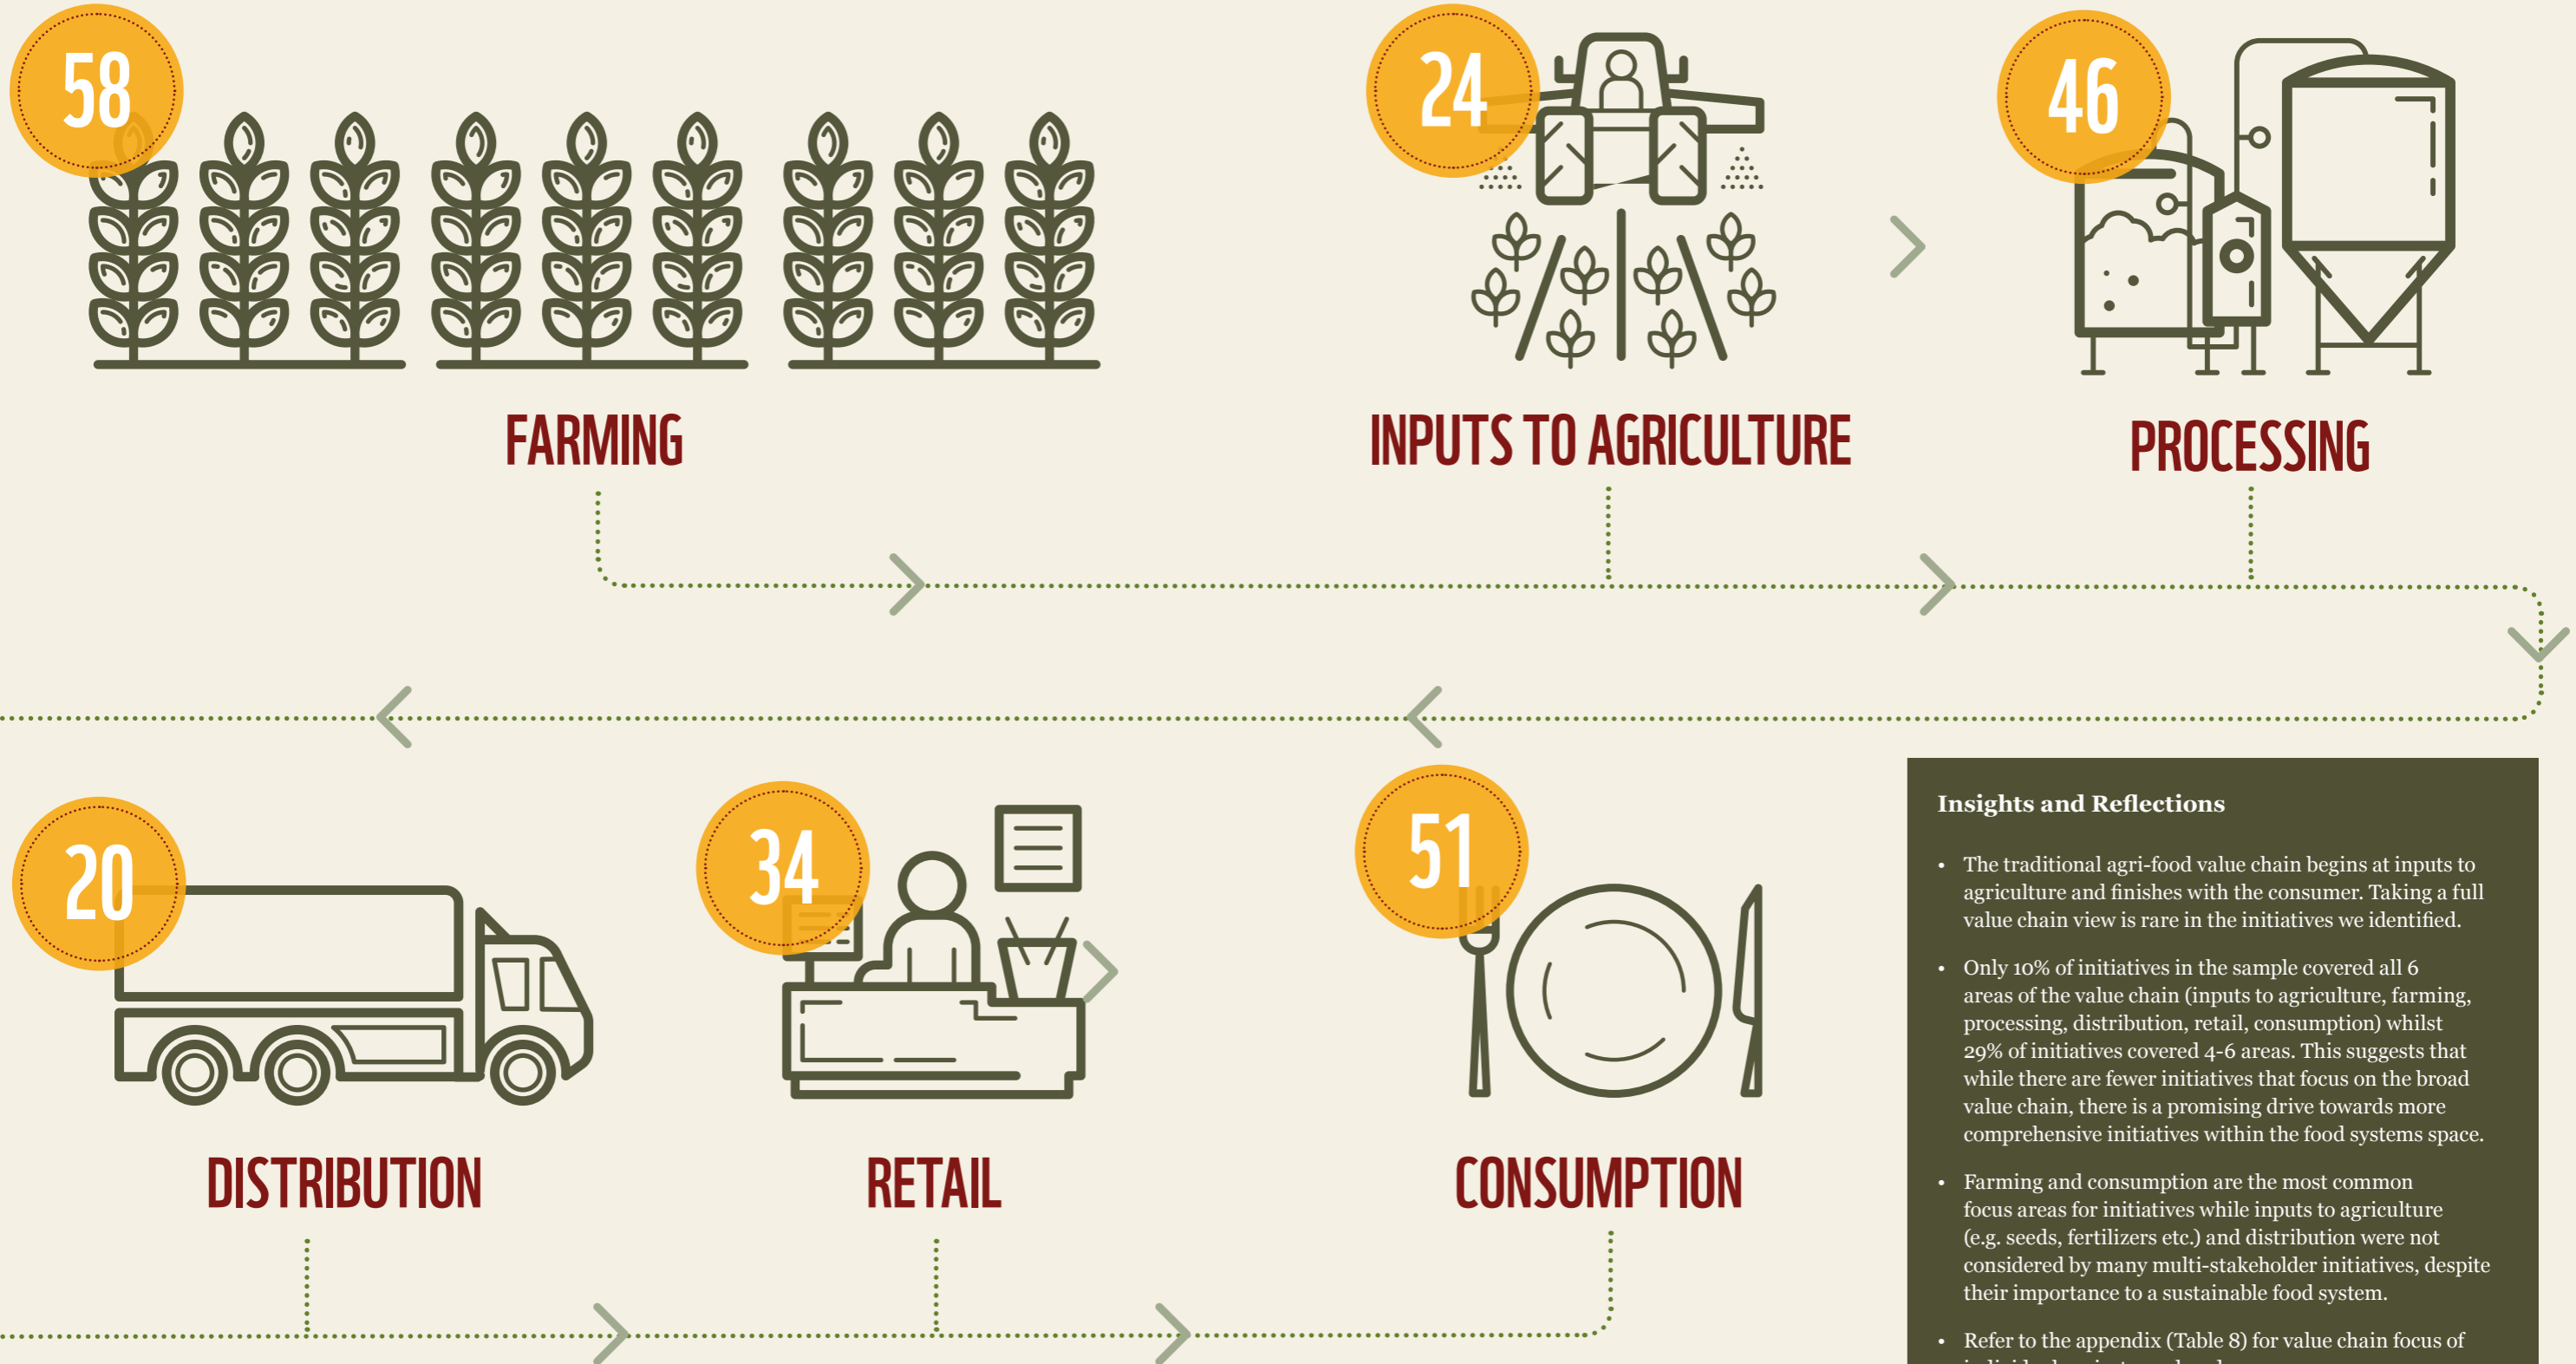 58
24
46
FARMING
INPUTS TO AGRICULTURE
PROCESSING
20
34
51
DISTRIBUTION
RETAIL
CONSUMPTION
Insights and Reflections
• The traditional agri-food value chain begins at inputs to
agriculture and finishes with the consumer. Taking a full
value chain view is rare in the initiatives we identified.
• Only 10% of initiatives in the sample covered all 6
areas of the value chain (inputs to agriculture, farming,
processing, distribution, retail, consumption) whilst
29% of initiatives covered 4-6 areas. This suggests that
while there are fewer initiatives that focus on the broad
value chain, there is a promising drive towards more
comprehensive initiatives within the food systems space.
• Farming and consumption are the most common
focus areas for initiatives while inputs to agriculture
(e.g. seeds, fertilizers etc.) and distribution were not
considered by many multi-stakeholder initiatives, despite
their importance to a sustainable food system.
• Refer to the appendix (Table 8) for value chain focus of